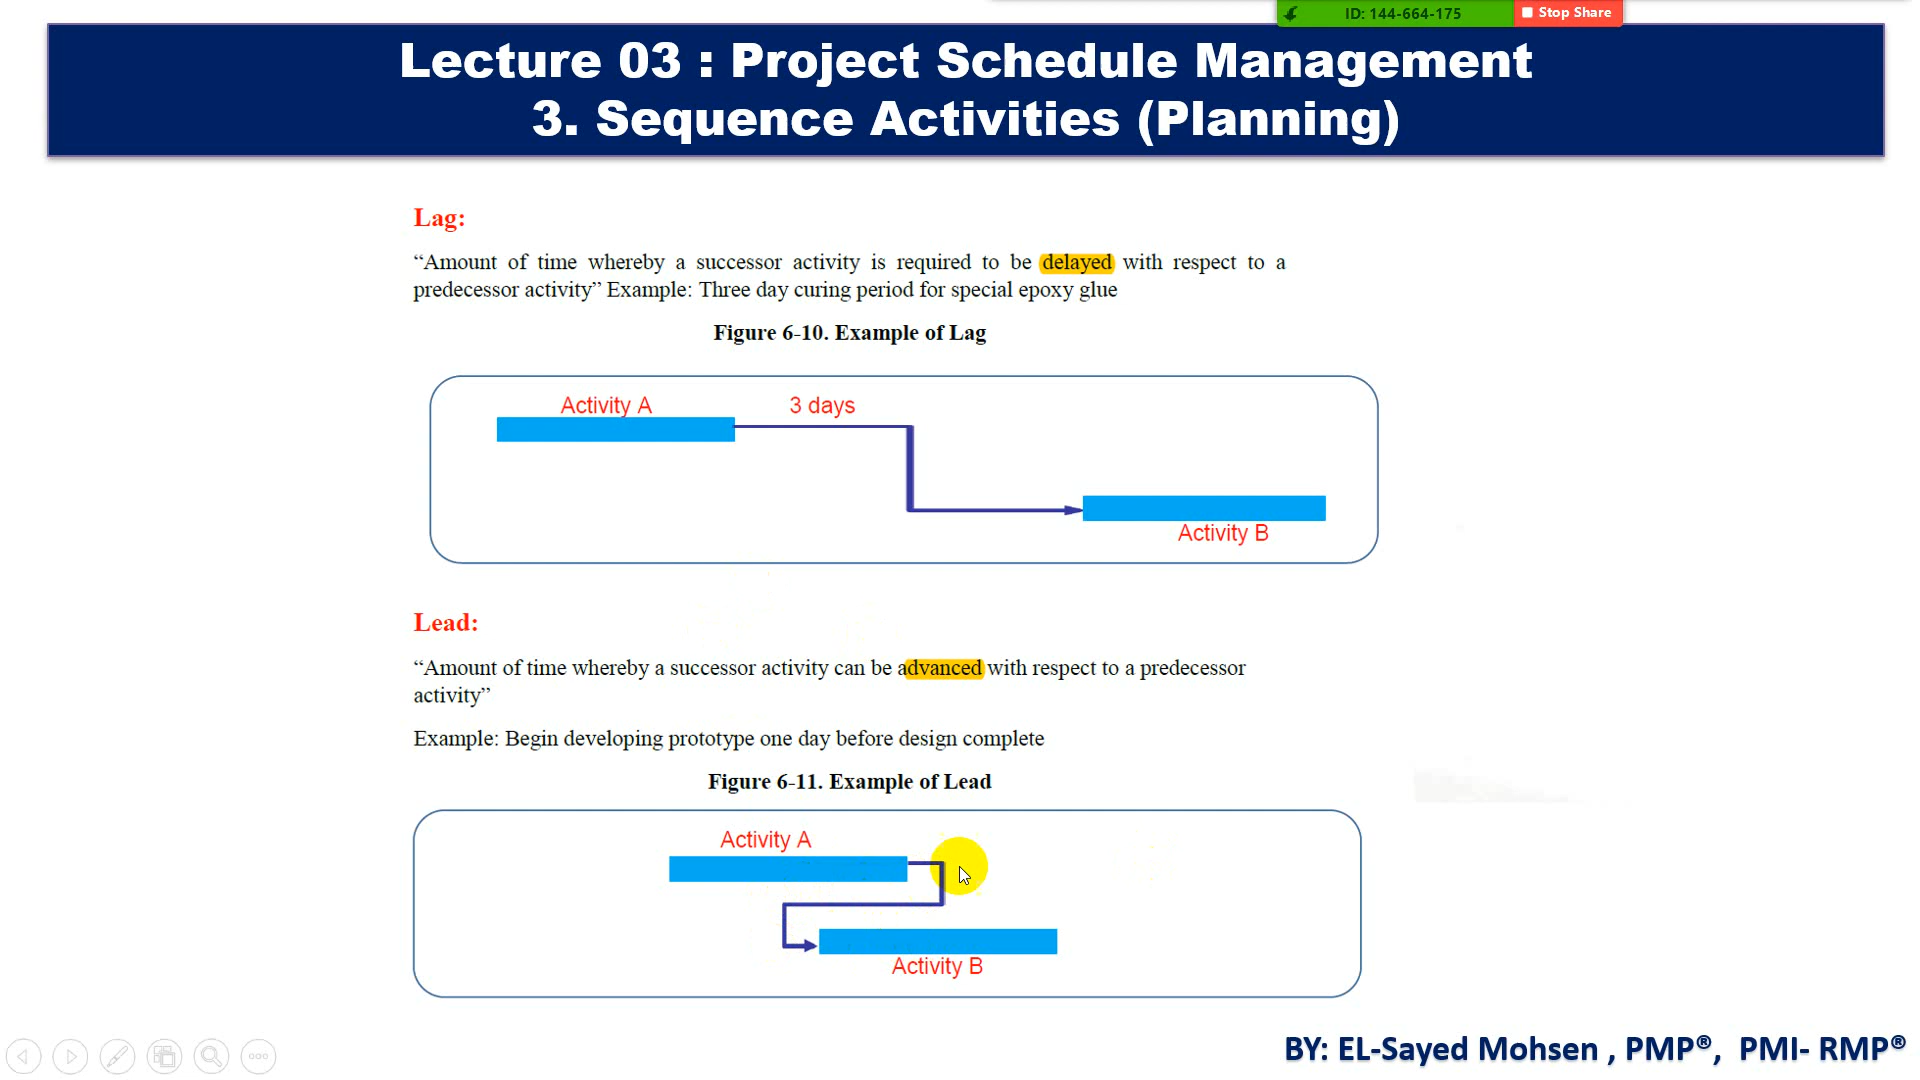 ID: 144-664-175
Stop Share
Lecture 03 : Project Schedule Management
3. Sequence Activities (Planning)
Lag:
“Amount of time whereby a successor activity is required to be delayed with respect to a
predecessor activity” Example: Three day curing period for special epoxy glue
Figure 6-10. Example of Lag
Activity A
3 days
Activity B
Lead:
“Amount of time whereby a successor activity can be advanced with respect to a predecessor
activity”
Example: Begin developing prototype one day before design complete
Figure 6-11. Example of Lead
Activity A
Activity B
BY: EL-Sayed Mohsen , PMP®, PMI- RMP®